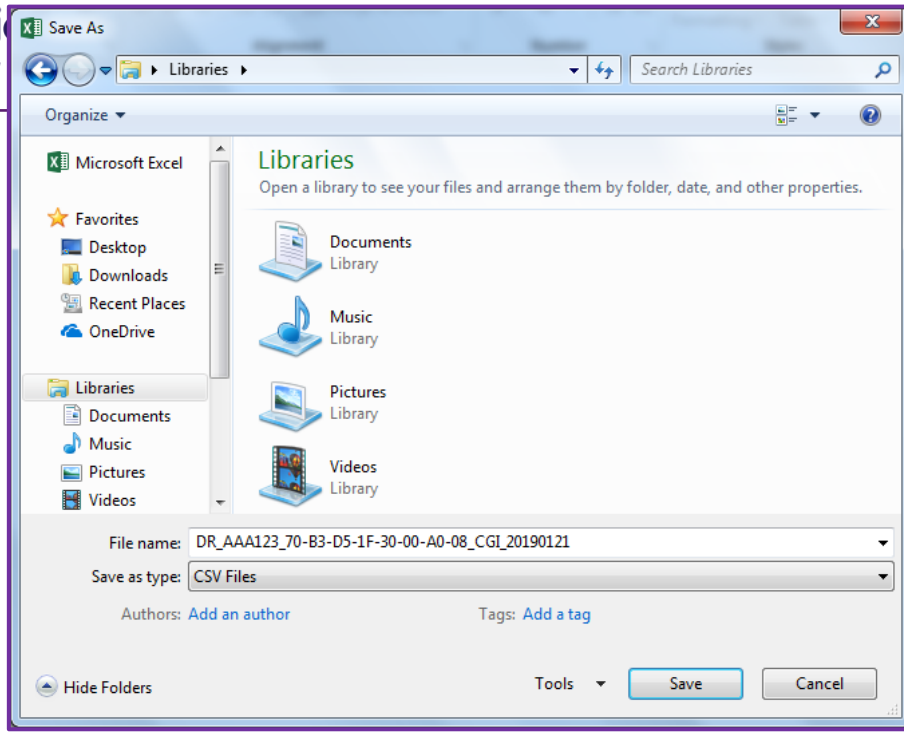 Save As
Libraries
Search Libraries
Organize
Microsoft Excel
Favorites
Desktop
Downloads
Recent Places
OneDrive
Libraries
Documents
Music
Pictures
Videos
Libraries
Open a library to see your files and arrange them by folder, date, and other properties.
Documents
Library
Music
Library
Pictures
Library
Videos
Library
File name: DR_AAA123_70-B3-D5-1F-30-00-A0-08_CGI_20190121
Save as type: CSV Files
Authors: Add an author Tags: Add a tag
Hide Folders Tools Save Cancel